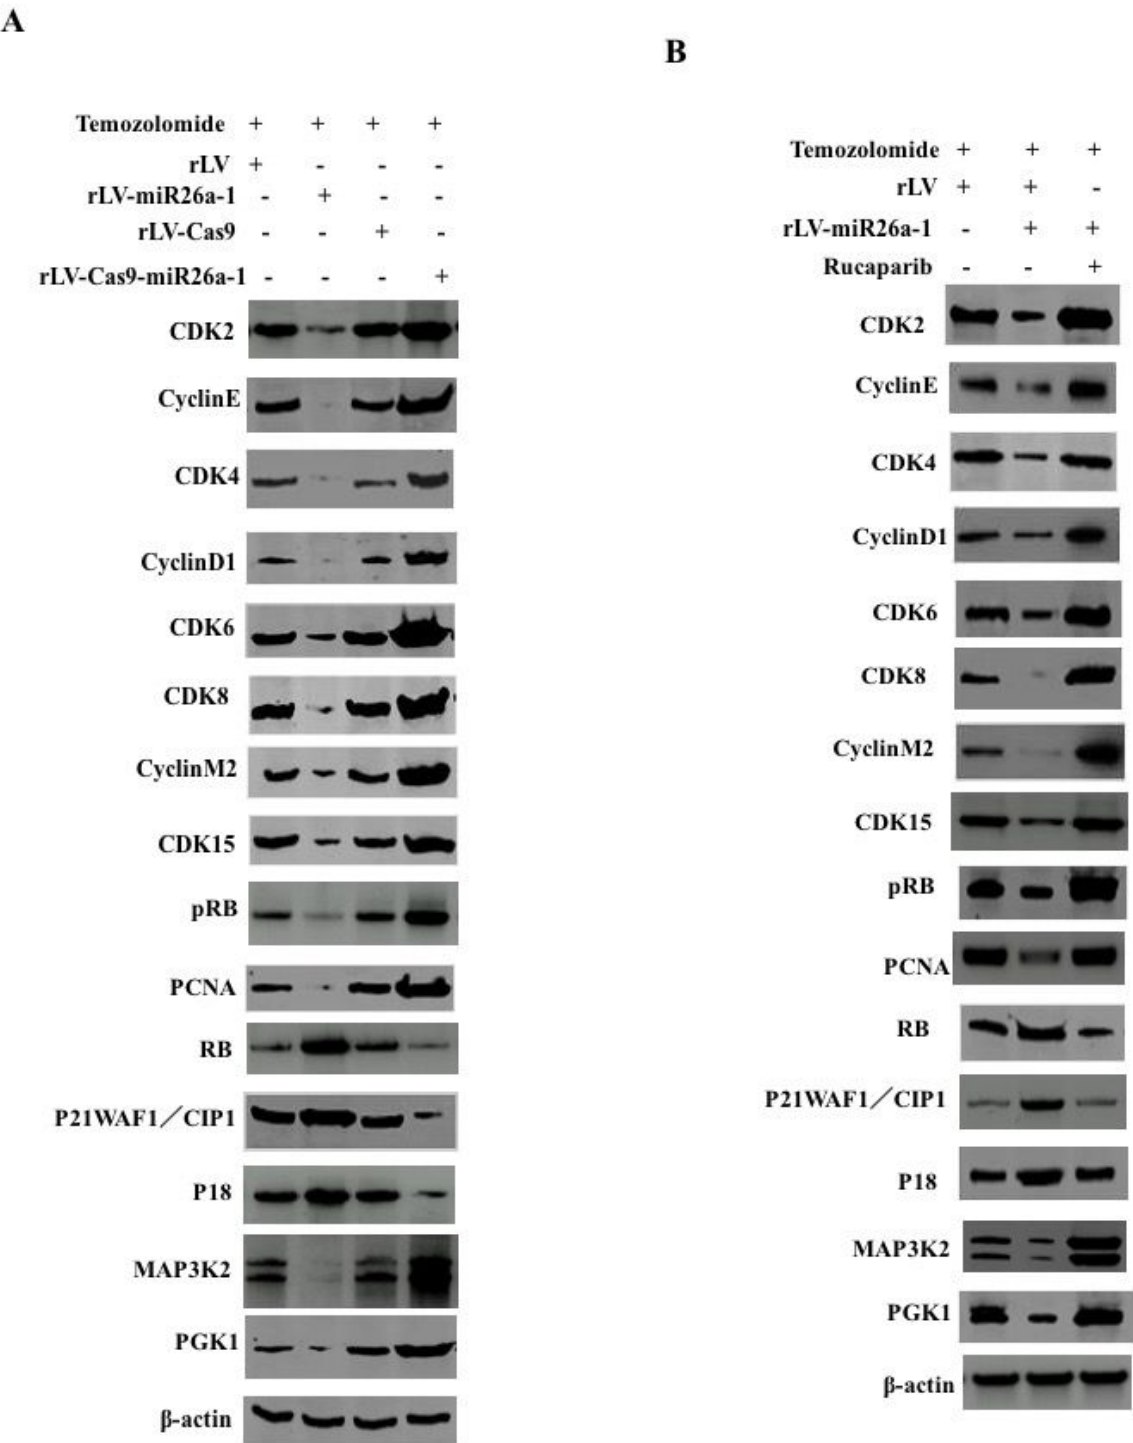 A
Temozolomide + + + +
rLV + - - -
rLV-miR26a-1 - + - -
rLV-Cas9 - - + -
rLV-Cas9-miR26a-1 - - - +
CDK2
CyclinE
CDK4
CyclinD1
CDK6
CDK8
CyclinM2
CDK15
pRB
PCNA
RB
P21WAF1/CIP1
P18
MAP3K2
PGK1
β-actin
B
Temozolomide + + +
rLV + + -
rLV-miR26a-1 - + +
Rucaparib - - +
CDK2
CyclinE
CDK4
CyclinD1
CDK6
CDK8
CyclinM2
CDK15
pRB
PCNA
RB
P21WAF1/CIP1
P18
MAP3K2
PGK1
β-actin